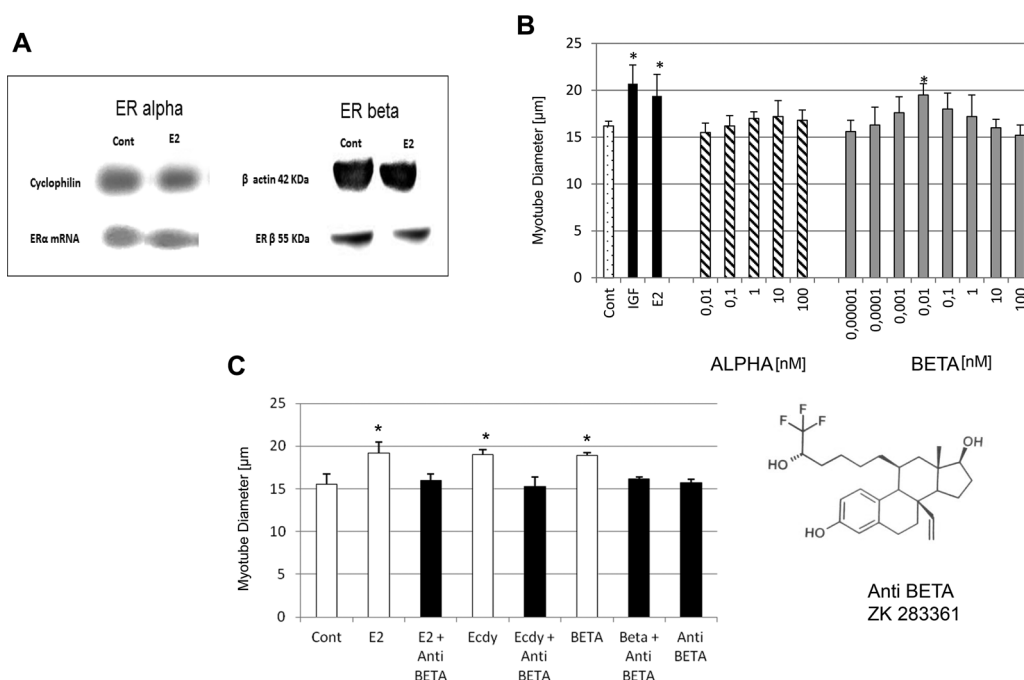 A
ER alpha
Cont E2
Cyclophilin
ERα mRNA
ER beta
Cont E2
β actin 42 KDa
ER β 55 KDa
B
Myotube Diameter [µm]
25
20
15
10
5
0
* * *
Cont IGF E2 0,01 0,1 1 10 100 0,00001 0,0001 0,001 0,01 0,1 1 10 100
ALPHA[nM] BETA[nM]
C
Myotube Diameter [µm
25
20
15
10
5
0
* * *
Cont E2 E2 + Ecdy Ecdy + BETA Beta + Anti
Anti Anti Anti BETA
BETA BETA BETA
F
F F
HO
OH
HO
Anti BETA
ZK 283361